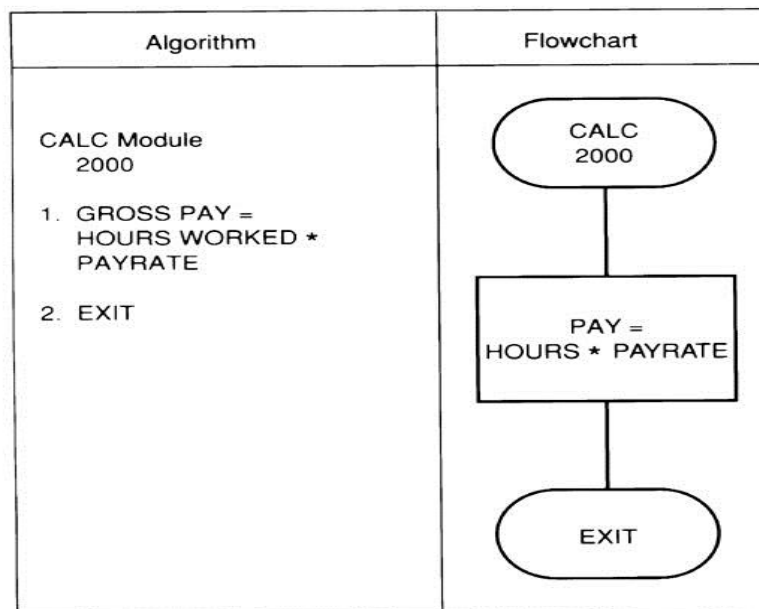 Algorithm
Flowchart
CALC Module
2000
1. GROSS PAY =
HOURS WORKED *
PAYRATE
2. EXIT
CALC
2000
PAY =
HOURS * PAYRATE
EXIT